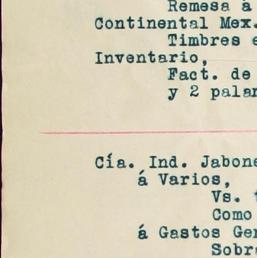 Remesa á
Continental Mex.
Timbres e
Inventario,
Fact. de
y 2 palan
Cía. Ind. Jabone
á Varios,
Vs. t
Como
á Gastos Gen
Sobre